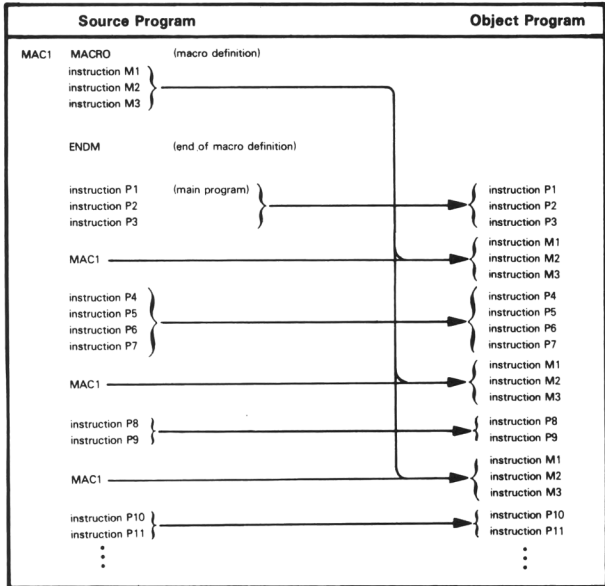 Source Program Object Program
MAC1 MACRO (macro definition)
instruction M1
instruction M2
instruction M3
ENDM (end of macro definition)
instruction P1 (main program) instruction P1
instruction P2 instruction P2
instruction P3 instruction P3
instruction M1
MAC1 instruction M2
instruction M3
instruction P4 instruction P4
instruction P5 instruction P5
instruction P6 instruction P6
instruction P7 instruction P7
instruction M1
MAC1 instruction M2
instruction M3
instruction P8 instruction P8
instruction P9 instruction P9
instruction M1
MAC1 instruction M2
instruction M3
instruction P10 instruction P10
instruction P11 instruction P11